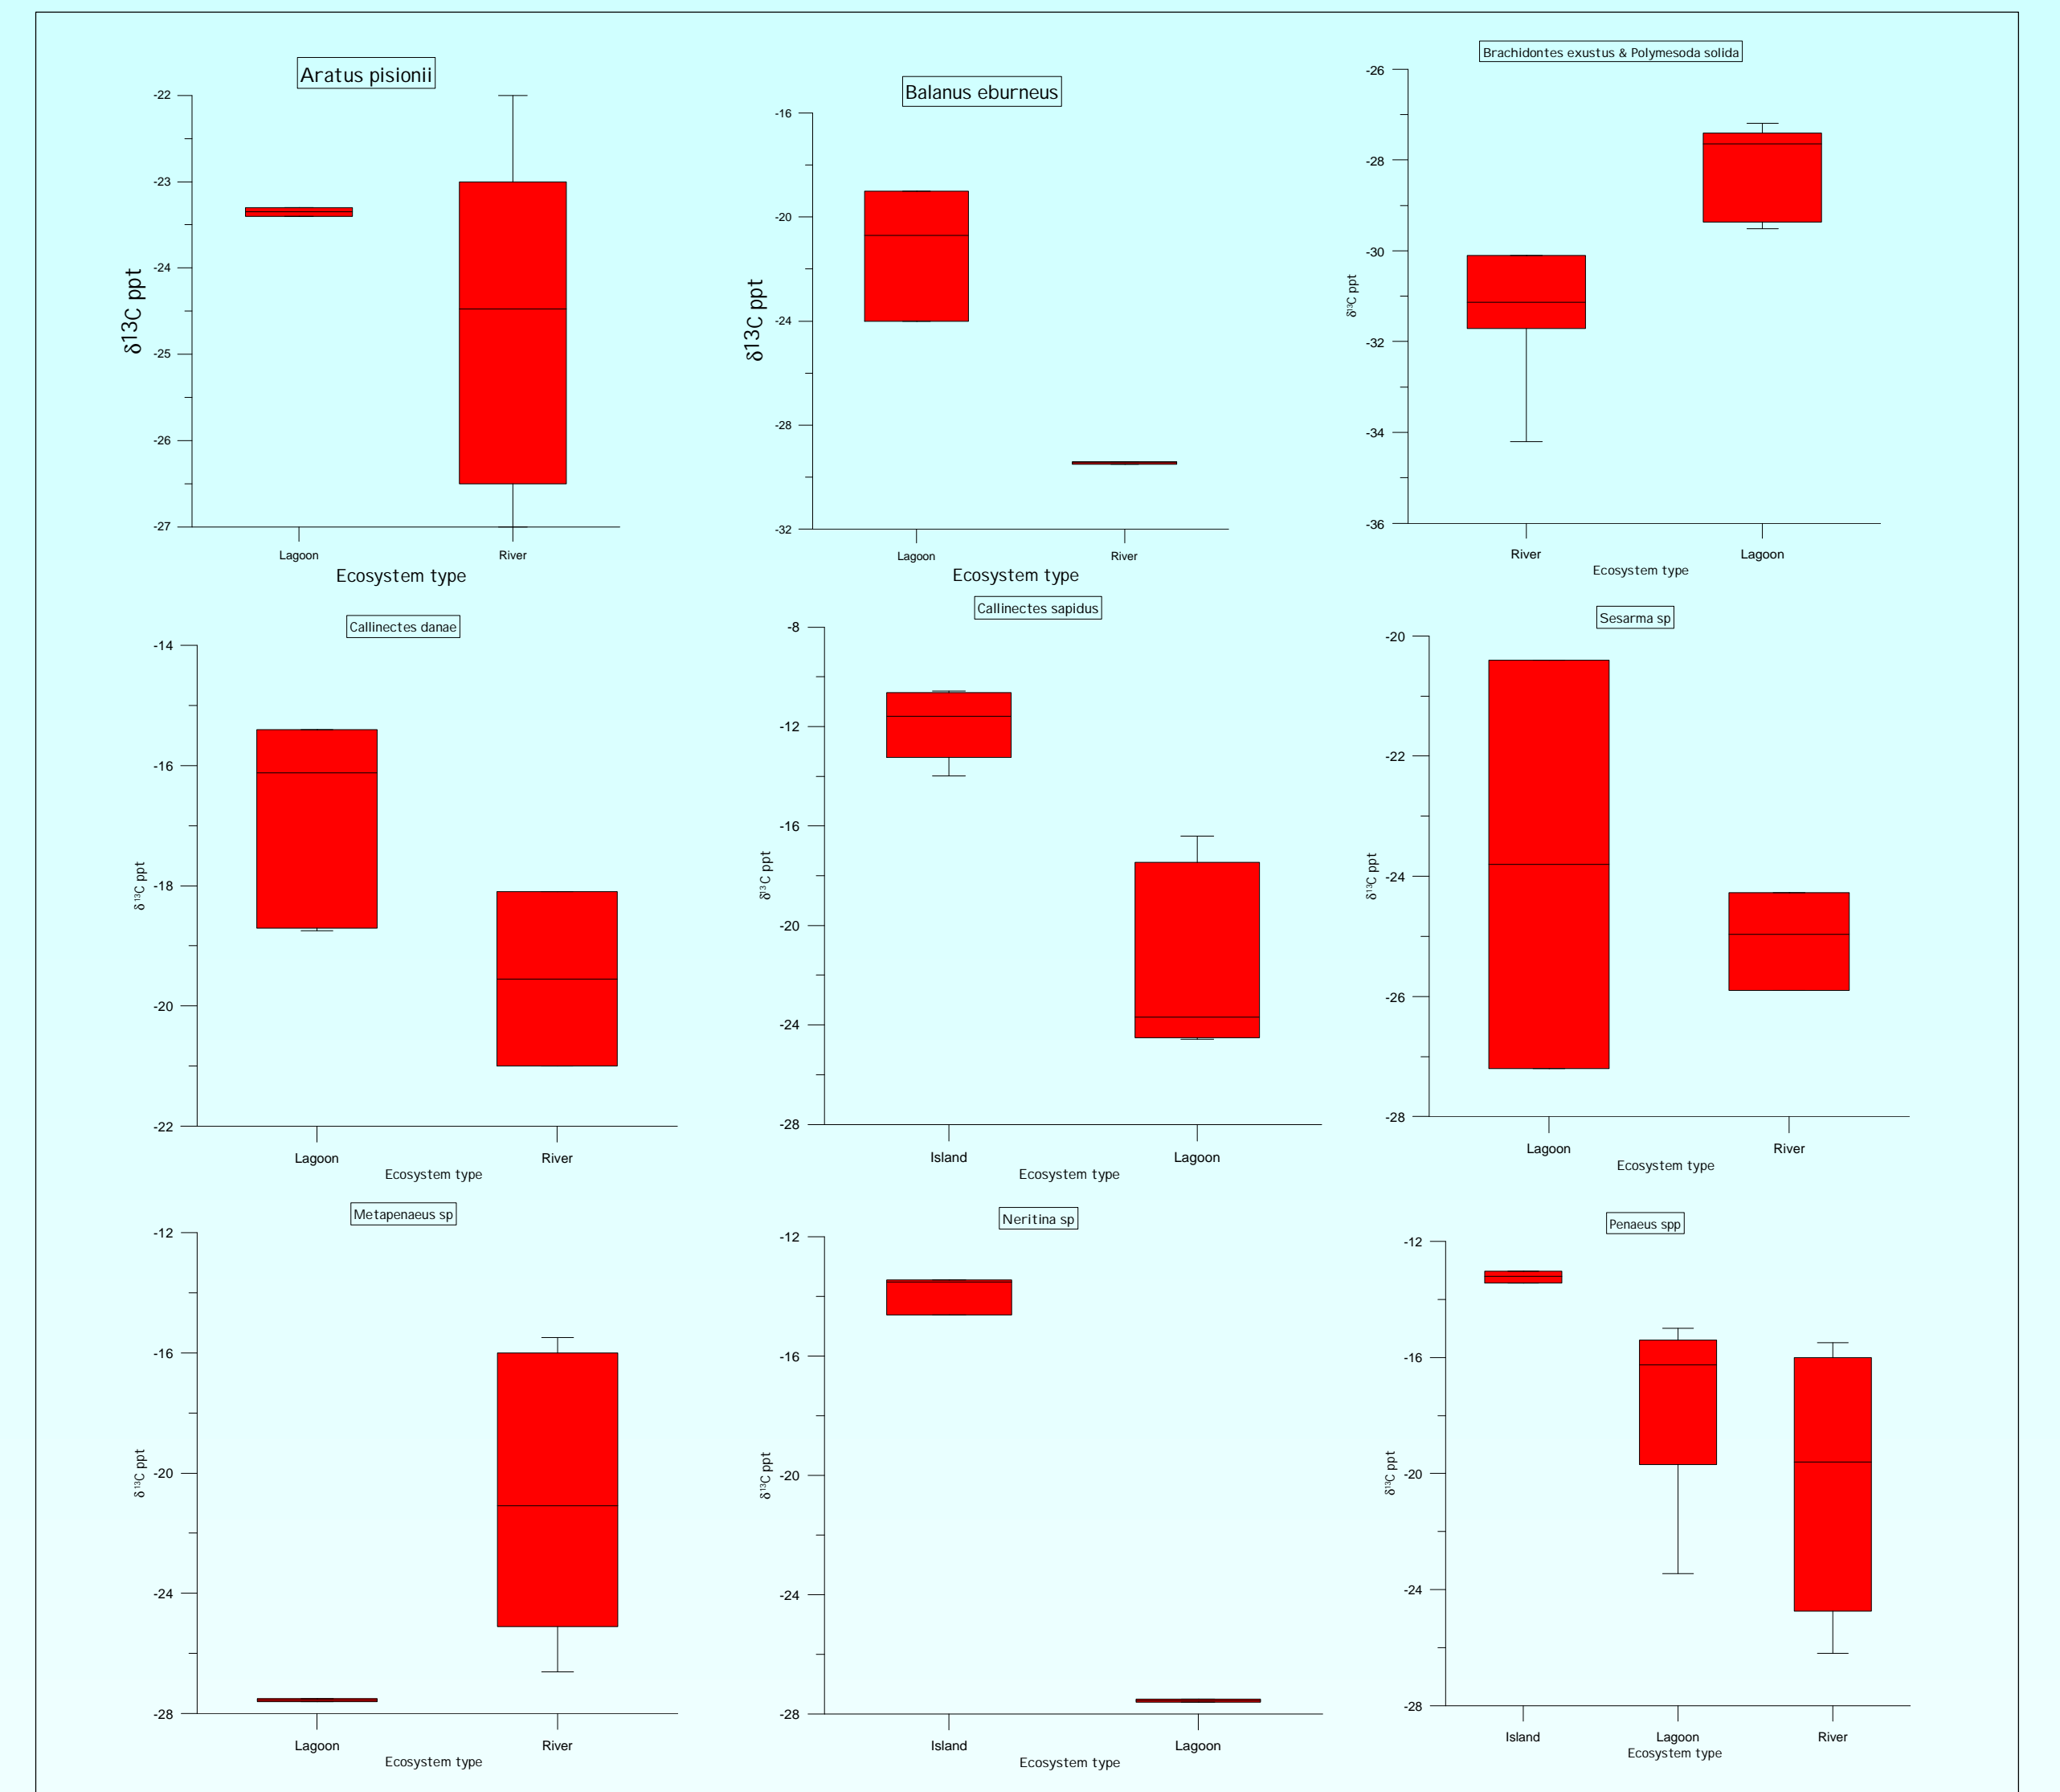 Aratus pisionii
-22
-23
-24
-25
-26
-27
δ13C ppt
Lagoon
River
Ecosystem type
Balanus eburneus
-16
-20
-24
-28
-32
δ13C ppt
Lagoon
River
Ecosystem type
Brachidontes exustus & Polymesoda solida
-26
-28
-30
-32
-34
-36
δ13C ppt
River
Lagoon
Ecosystem type
Callinectes danae
-14
-16
-18
-20
-22
δ13C ppt
Lagoon
River
Ecosystem type
Callinectes sapidus
-8
-12
-16
-20
-24
-28
δ13C ppt
Island
Lagoon
Ecosystem type
Sesarma sp
-20
-22
-24
-26
-28
δ13C ppt
Lagoon
River
Ecosystem type
Metapenaeus sp
-12
-16
-20
-24
-28
δ13C ppt
Lagoon
River
Ecosystem type
Neritina sp
-12
-16
-20
-24
-28
δ13C ppt
Island
Lagoon
Ecosystem type
Penaeus spp
-12
-16
-20
-24
-28
δ13C ppt
Island
Lagoon
River
Ecosystem type